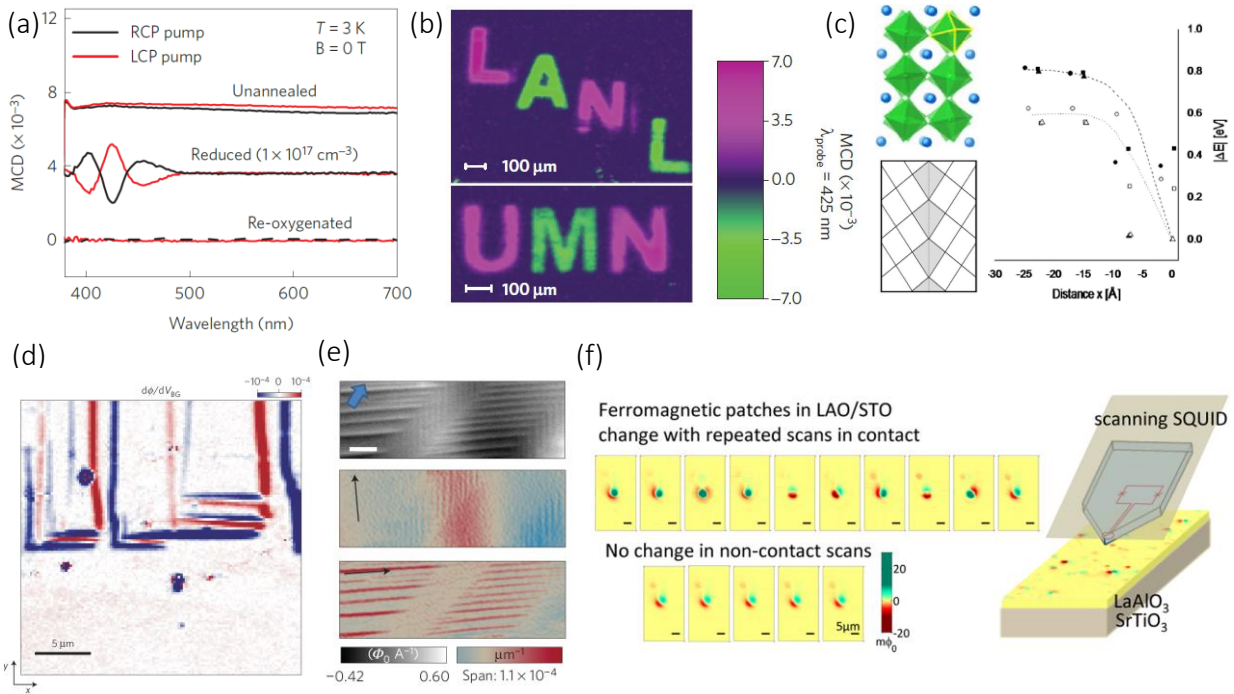 (a)
RCP pump
LCP pump
T = 3 K
B = 0 T
12
8
4
0
MCD (× 10⁻³)
Unannealed
Reduced (1 × 10¹⁷ cm⁻³)
Re-oxygenated
400
500
600
700
Wavelength (nm)
(b)
LANL
100 μm
UMN
100 μm
7.0
3.5
0.0
−3.5
−7.0
MCD (× 10⁻³)
λprobe = 425 nm
(c)
1.0
0.8
0.6
0.4
0.2
0.0
|ΔE| [eV]
-30
-25
-20
-15
-10
-5
0
Distance x [Å]
(d)
dϕ/dV_BG
−10⁻⁴ 0 10⁻⁴
5 μm
y
x
(e)
(Φ₀ A⁻¹)
μm⁻¹
−0.42
0.60
Span: 1.1 × 10⁻⁴
(f)
Ferromagnetic patches in LAO/STO
change with repeated scans in contact
No change in non-contact scans
5μm
20
0
-20
mϕ₀
scanning SQUID
LaAlO₃
SrTiO₃